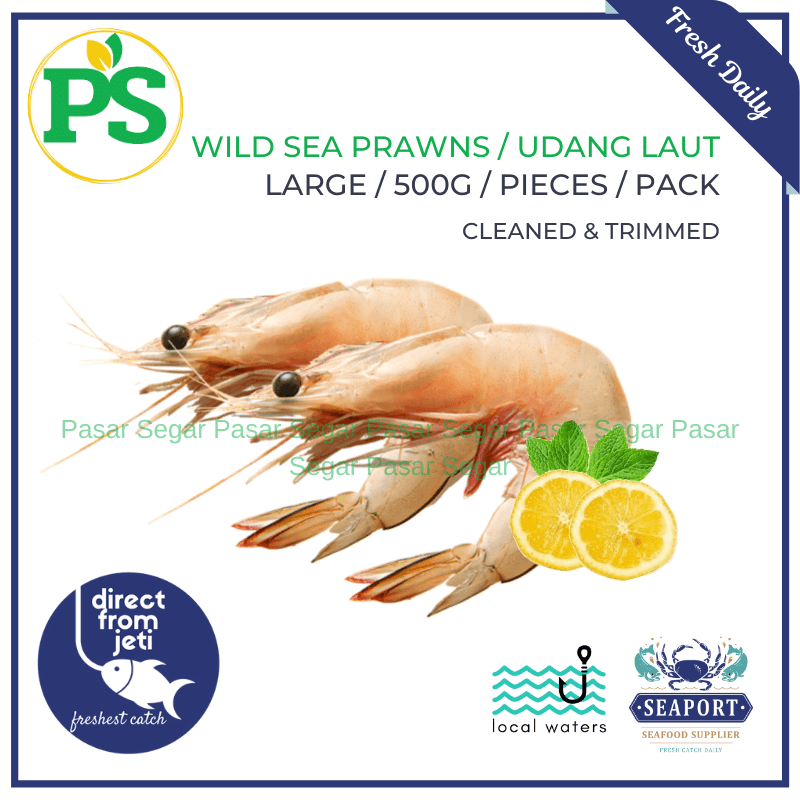 PS
Fresh Daily
WILD SEA PRAWNS / UDANG LAUT
LARGE / 500G / PIECES / PACK
CLEANED & TRIMMED
Pasar Segar Pasar Segar Pasar Segar Pasar Segar Pasar
Segar Pasar Segar
direct
from
jeti
freshest catch
local waters
·SEAPORT·
SEAFOOD SUPPLIER
FRESH CATCH DAILY